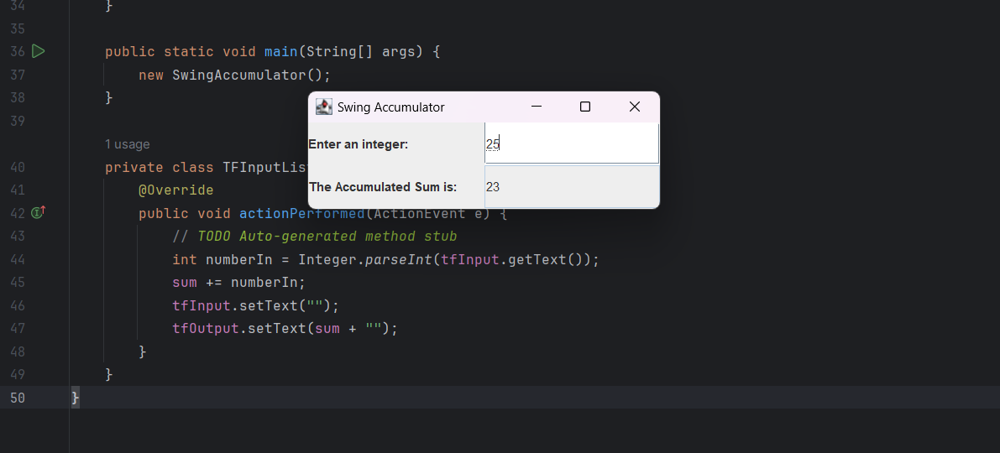 34 }
35
36 public static void main(String[] args) {
37 new SwingAccumulator();
38 }
39
Swing Accumulator
Enter an integer: 25
The Accumulated Sum is: 23
1 usage
40 private class TFInputLis
41 @Override
42 public void actionPerformed(ActionEvent e) {
43 // TODO Auto-generated method stub
44 int numberIn = Integer.parseInt(tfInput.getText());
45 sum += numberIn;
46 tfInput.setText("");
47 tfOutput.setText(sum + "");
48 }
49 }
50 }